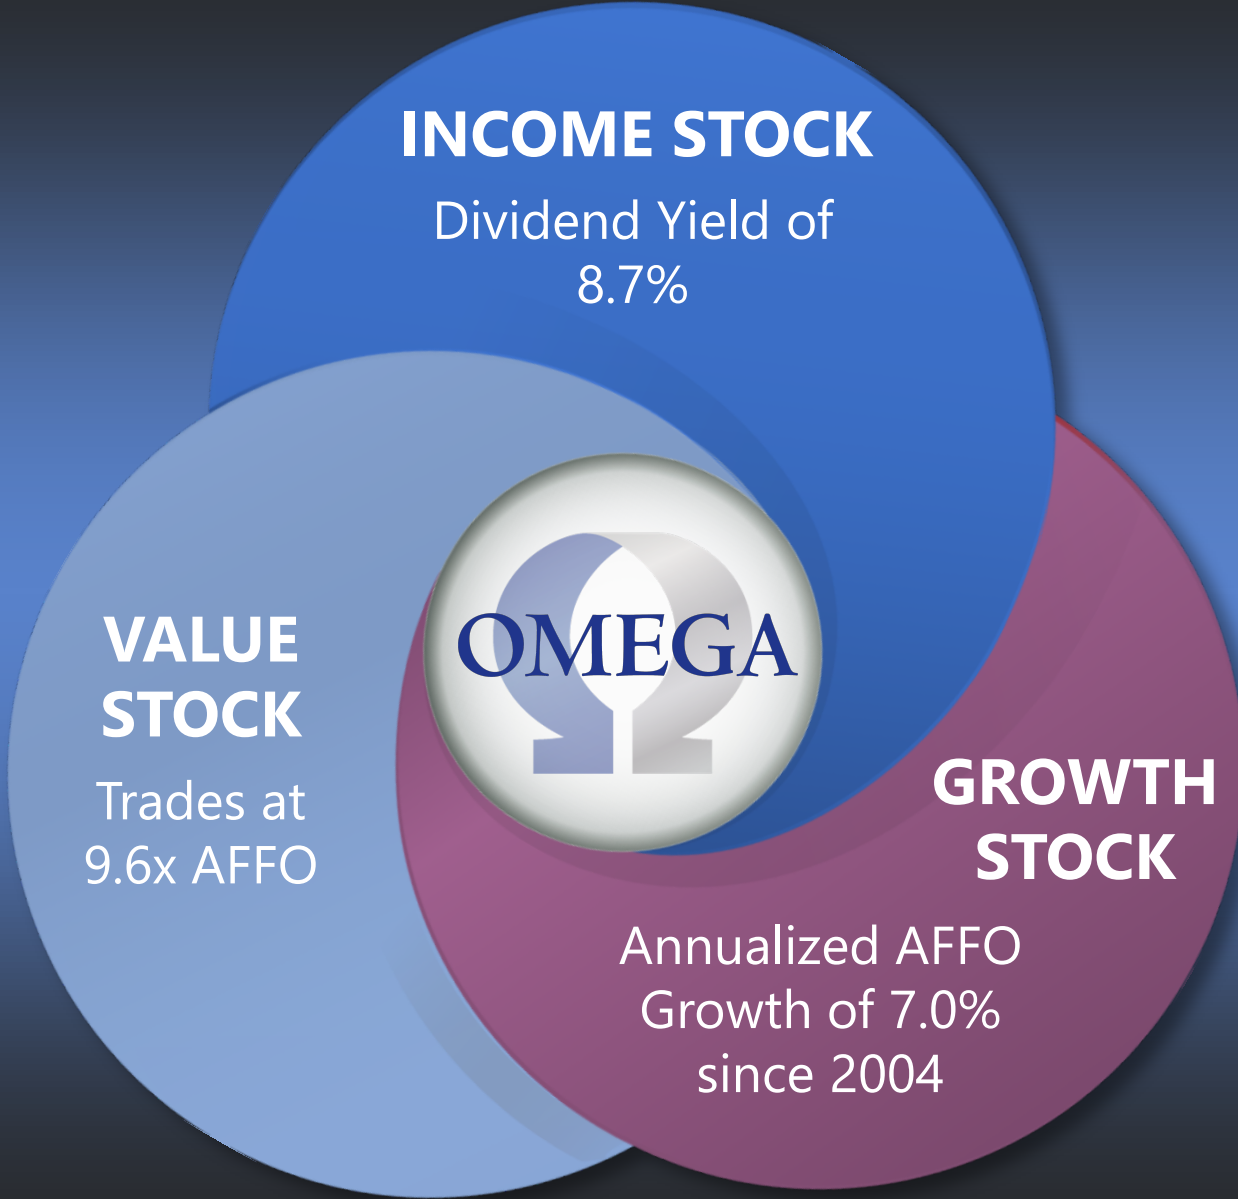 INCOME STOCK
Dividend Yield of
8.7%
OMEGA
VALUE
STOCK
Trades at
9.6x AFFO
GROWTH
STOCK
Annualized AFFO
Growth of 7.0%
since 2004